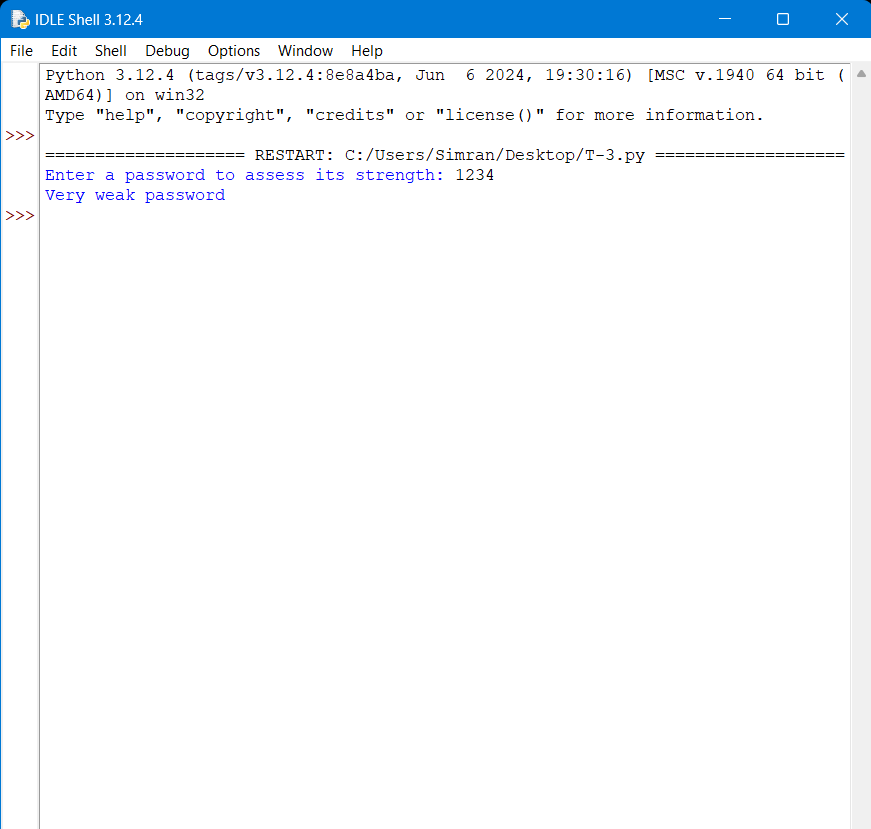 IDLE Shell 3.12.4
File Edit Shell Debug Options Window Help
Python 3.12.4 (tags/v3.12.4:8e8a4ba, Jun  6 2024, 19:30:16) [MSC v.1940 64 bit (
AMD64)] on win32
Type "help", "copyright", "credits" or "license()" for more information.
>>>
==================== RESTART: C:/Users/Simran/Desktop/T-3.py ===================
Enter a password to assess its strength: 1234
Very weak password
>>>